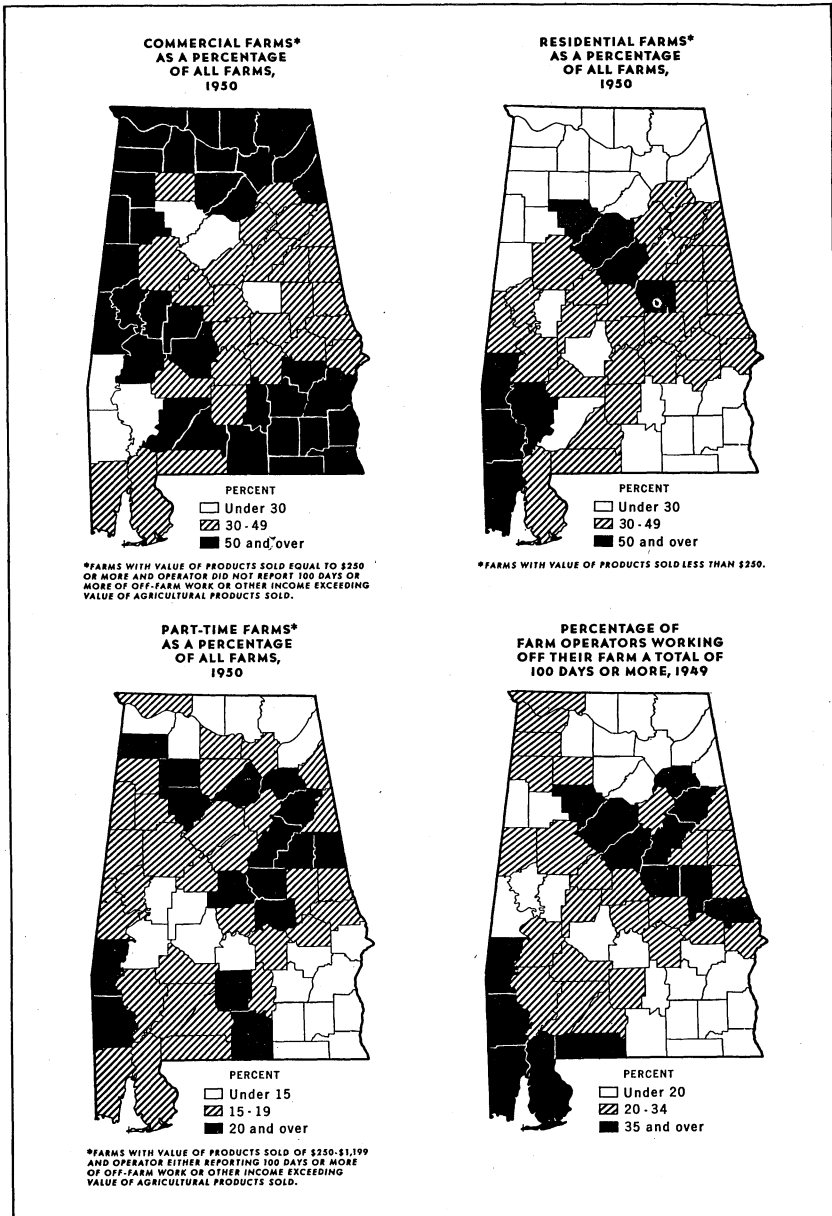 COMMERCIAL FARMS*
AS A PERCENTAGE
OF ALL FARMS,
1950
PERCENT
Under 30
30-49
50 and over
*FARMS WITH VALUE OF PRODUCTS SOLD EQUAL TO $250
OR MORE AND OPERATOR DID NOT REPORT 100 DAYS OR
MORE OF OFF-FARM WORK OR OTHER INCOME EXCEEDING
VALUE OF AGRICULTURAL PRODUCTS SOLD.
RESIDENTIAL FARMS*
AS A PERCENTAGE
OF ALL FARMS,
1950
PERCENT
Under 30
30-49
50 and over
*FARMS WITH VALUE OF PRODUCTS SOLD LESS THAN $250.
PART-TIME FARMS*
AS A PERCENTAGE
OF ALL FARMS,
1950
PERCENT
Under 15
15-19
20 and over
*FARMS WITH VALUE OF PRODUCTS SOLD OF $250-$1,199
AND OPERATOR EITHER REPORTING 100 DAYS OR MORE
OF OFF-FARM WORK OR OTHER INCOME EXCEEDING
VALUE OF AGRICULTURAL PRODUCTS SOLD.
PERCENTAGE OF
FARM OPERATORS WORKING
OFF THEIR FARM A TOTAL OF
100 DAYS OR MORE, 1949
PERCENT
Under 20
20-34
35 and over